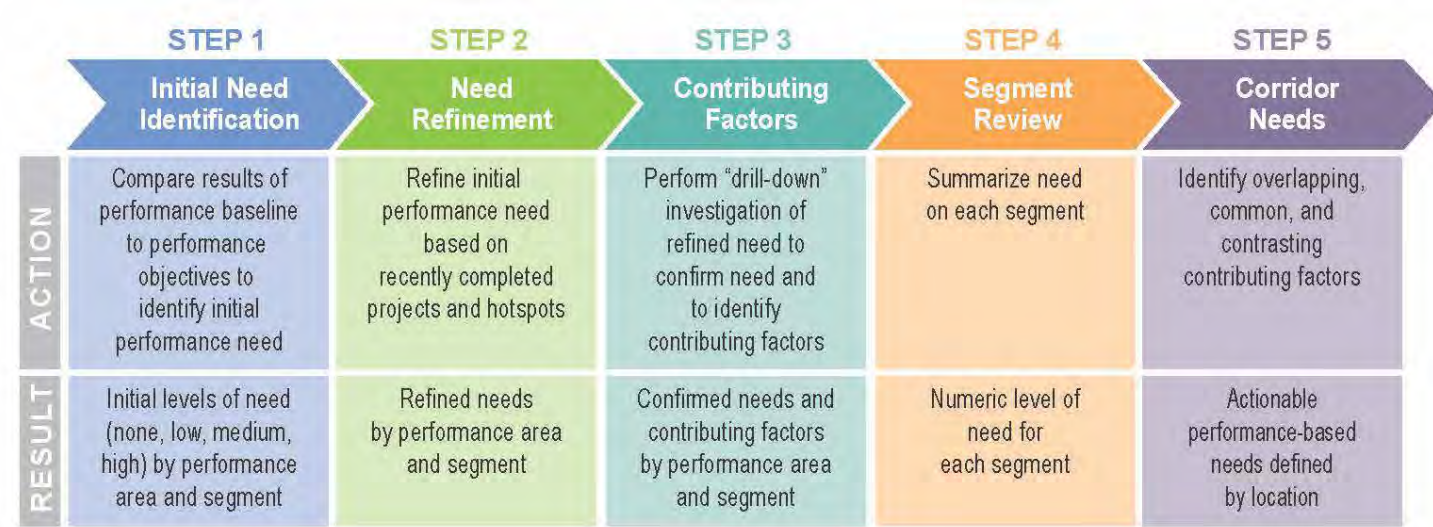 STEP 1
Initial Need
Identification
STEP 2
Need
Refinement
STEP 3
Contributing
Factors
STEP 4
Segment
Review
STEP 5
Corridor
Needs
ACTION
Compare results of
performance baseline
to performance
objectives to
identify initial
performance need
Refine initial
performance need
based on
recently completed
projects and hotspots
Perform “drill-down”
investigation of
refined need to
confirm need and
to identify
contributing factors
Summarize need
on each segment
Identify overlapping,
common, and
contrasting
contributing factors
RESULT
Initial levels of need
(none, low, medium,
high) by performance
area and segment
Refined needs
by performance area
and segment
Confirmed needs and
contributing factors
by performance area
and segment
Numeric level of
need for
each segment
Actionable
performance-based
needs defined
by location